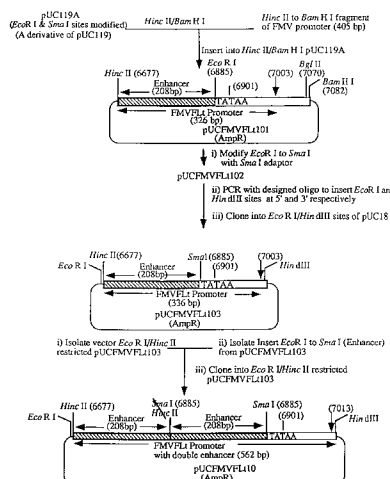 pUC119A
(EcoR I & Sma I sites modified)
(A derivative of pUC119)
Hinc II/Bam H I
Hinc II to Bam H I fragment
of FMV promoter (405 bp)
Insert into Hinc II/Bam H I pUC119A
Hinc II (6677)
Enhancer
(208bp)
Eco R I
(6885)
(6901)
(7003)
Bgl II
(7070)
Bam H I
(7082)
TATAA
FMVFLt Promoter
(326 bp)
pUCFMVFLt101
(AmpR)
i) Modify EcoR I to Sma I
with Sma I adaptor
pUCFMVFLt102
ii) PCR with designed oligo to insert EcoR I and
Hin dIII sites at 5' and 3' respectively
iii) Clone into Eco R I/Hin dIII sites of pUC18
Eco R I
Hinc II(6677)
Enhancer
(208bp)
SmaI (6885)
(6901)
(7003)
Hin dIII
TATAA
FMVFLt Promoter
(336 bp)
pUCFMVFLt103
(AmpR)
i) Isolate vector Eco R I/Hinc II
restricted pUCFMVFLt103
ii) Isolate Insert EcoR I to Sma I (Enhancer)
from pUCFMVFLt103
iii) Clone into Eco R I/Hinc II restricted
pUCFMVFLt103
Eco R I
Hinc II (6677)
Enhancer
(208bp)
Sma I (6885)
Hinc II
Enhancer
(208bp)
Sma I (6885)
(6901)
(7013)
Hin dIII
TATAA
FMVFLt Promoter
with double enhancer (562 bp)
pUCFMVFLt10
(AmpR)